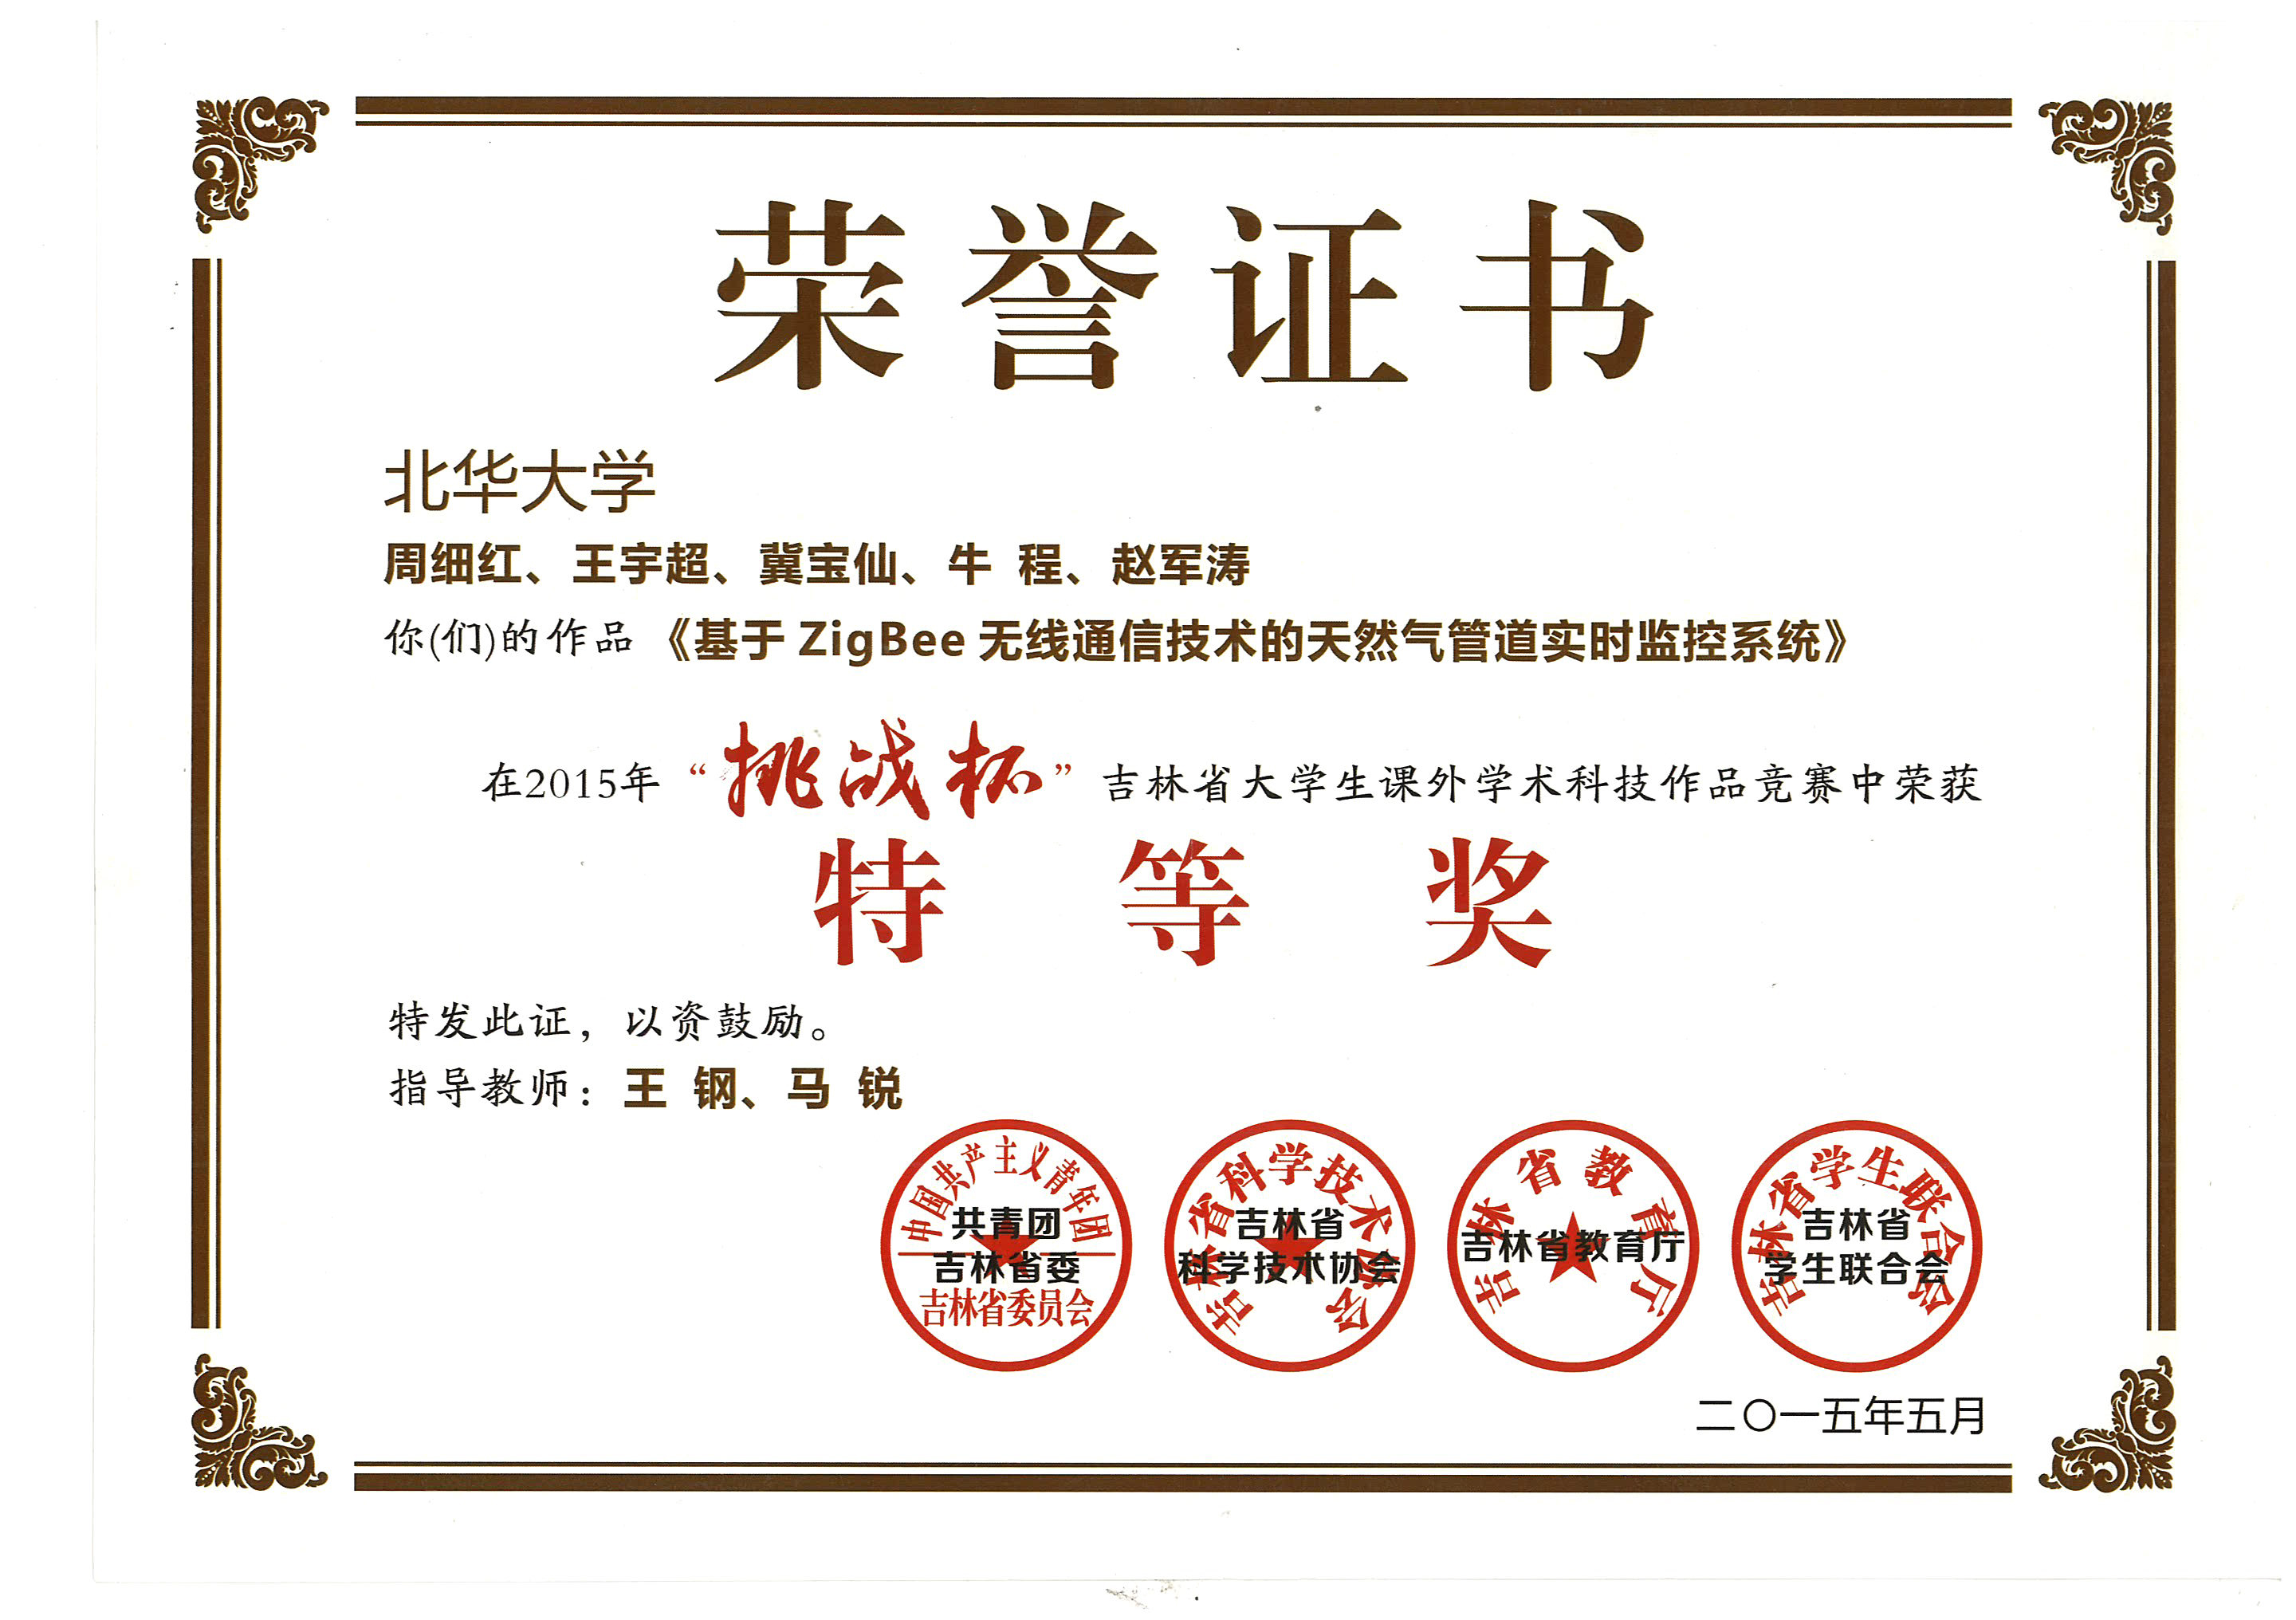 荣誉证书
北华大学
周细红、王宇超、冀宝仙、牛 程、赵军涛
你(们)的作品《基于 ZigBee 无线通信技术的天然气管道实时监控系统》
在2015年“挑战杯”吉林省大学生课外学术科技作品竞赛中荣获
特 等 奖
特发此证，以资鼓励。
指导教师：王 钢、马 锐
中国共产主义青年团
共青团
吉林省委
吉林省委员会
吉林省科学技术协会
吉林省
科学技术协会
吉林省教育厅
吉林省教育厅
吉林省学生联合会
吉林省
学生联合会
二〇一五年五月